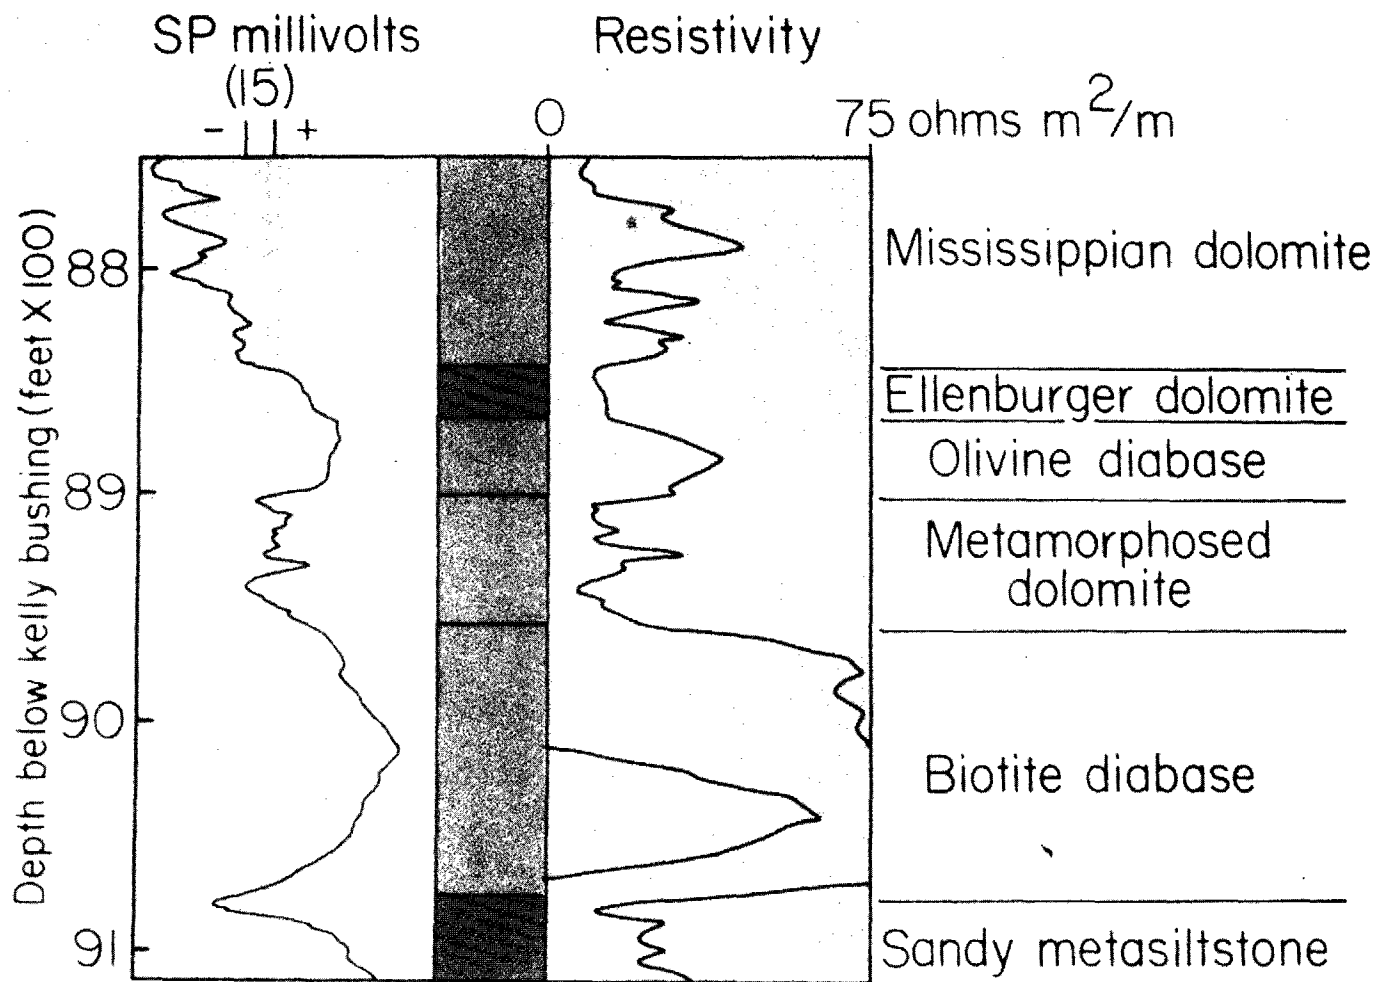 SP millivolts
(15)
- +
Resistivity
0 75 ohms m²/m
Depth below kelly bushing (feet X 100)
88
89
90
91
Mississippian dolomite
Ellenburger dolomite
Olivine diabase
Metamorphosed
dolomite
Biotite diabase
Sandy metasiltstone